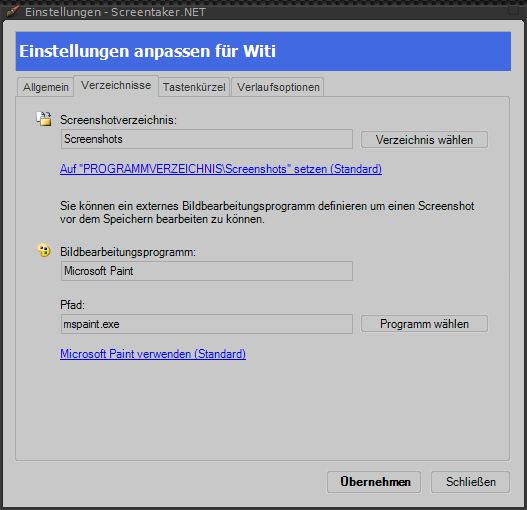 Einstellungen - Screentaker.NET
Einstellungen anpassen für Witi
Allgemein
Verzeichnisse
Tastenkürzel
Verlaufsoptionen
Screenshotverzeichnis:
Screenshots
Verzeichnis wählen
Auf "PROGRAMMVERZEICHNIS\Screenshots" setzen (Standard)
Sie können ein externes Bildbearbeitungsprogramm definieren um einen Screenshot
vor dem Speichern bearbeiten zu können.
Bildbearbeitungsprogramm:
Microsoft Paint
Pfad:
mspaint.exe
Programm wählen
Microsoft Paint verwenden (Standard)
Übernehmen
Schließen